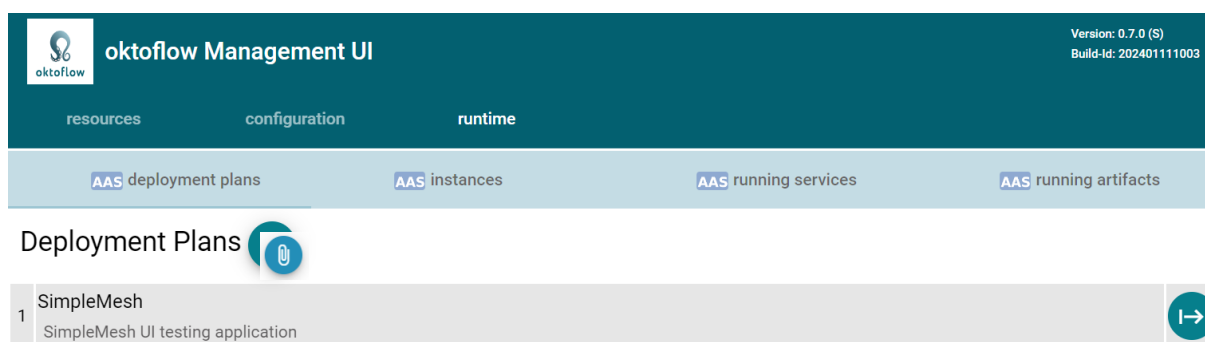 oktoflow
oktoflow Management UI
Version: 0.7.0 (S)
Build-Id: 202401111003
resources
configuration
runtime
AAS deployment plans
AAS instances
AAS running services
AAS running artifacts
Deployment Plans
1
SimpleMesh
SimpleMesh UI testing application